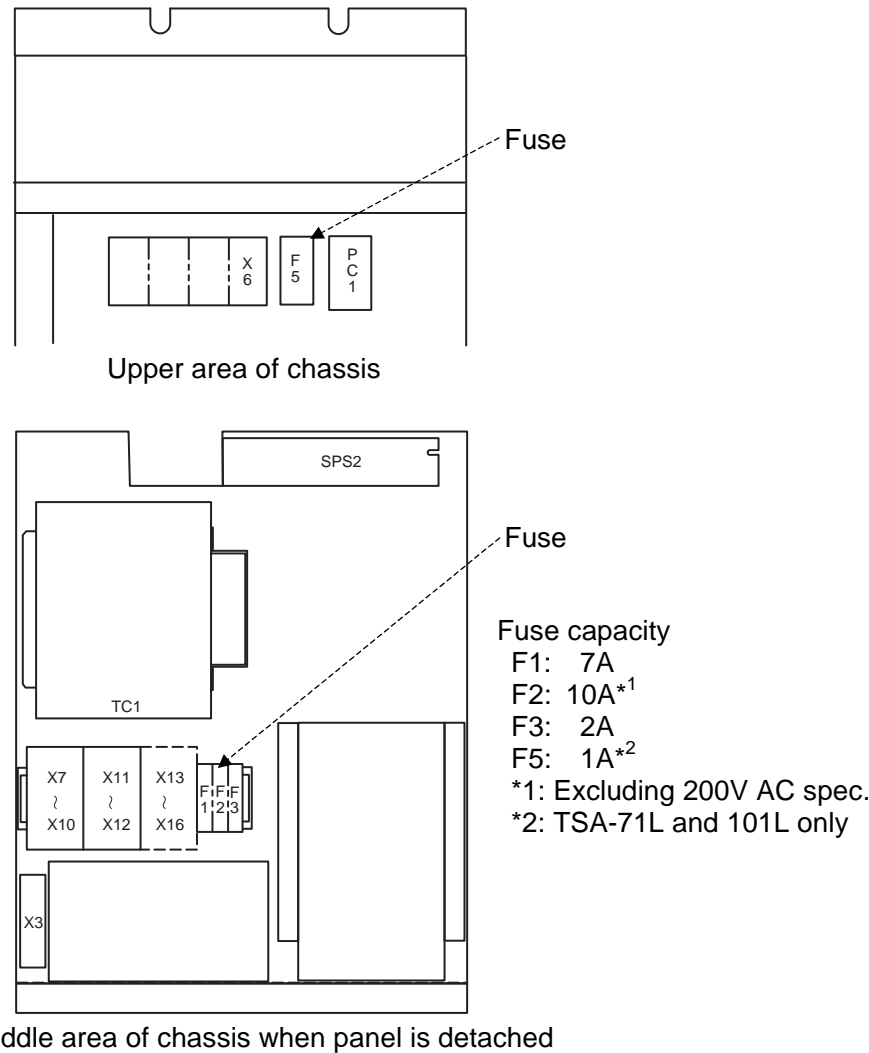 Fuse
X
6
F
5
P
C
1
Upper area of chassis
SPS2
Fuse
TC1
Fuse capacity
F1: 7A
F2: 10A*1
F3: 2A
F5: 1A*2
*1: Excluding 200V AC spec.
*2: TSA-71L and 101L only
X7 X11 X13
~ ~ ~
X10 X12 X16
F F F
1 2 3
X3
ddle area of chassis when panel is detached